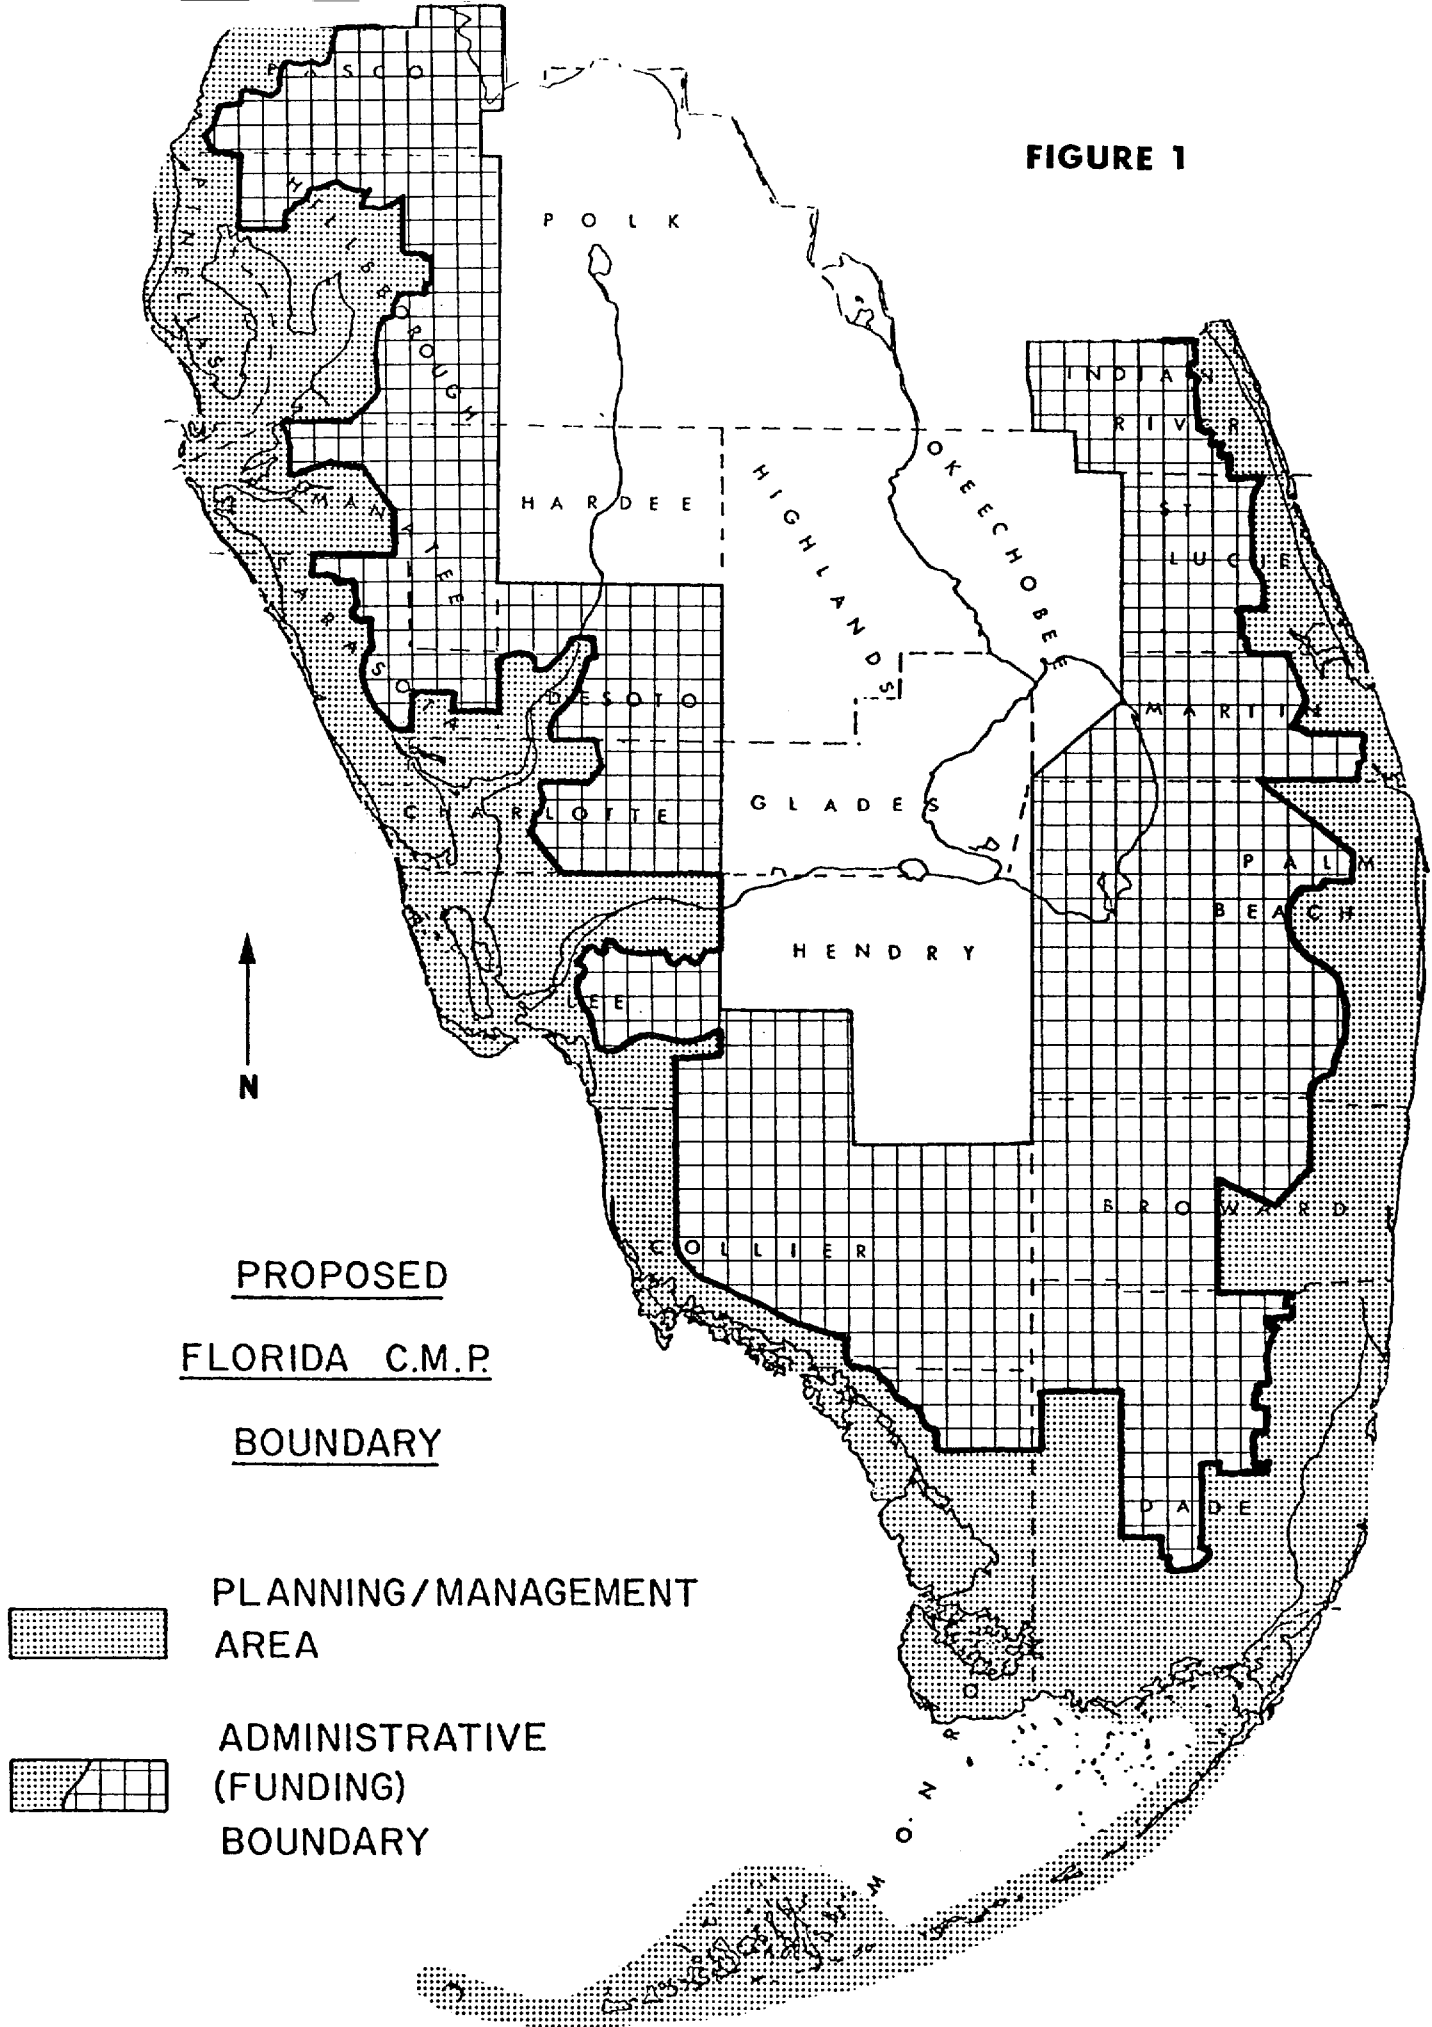 FIGURE 1
PASCO
PINELLAS
HILLSBOROUGH
POLK
INDIAN
RIVER
HARDEE
HIGHLANDS
OKEECHOBEE
MANATEE
ST
LUCIE
SARASOTA
DESOTO
MARTIN
CHARLOTTE
GLADES
PALM
BEACH
HENDRY
LEE
N
BROWARD
COLLIER
PROPOSED
FLORIDA C.M.P.
BOUNDARY
DADE
MONRO
PLANNING/MANAGEMENT
AREA
ADMINISTRATIVE
(FUNDING)
BOUNDARY